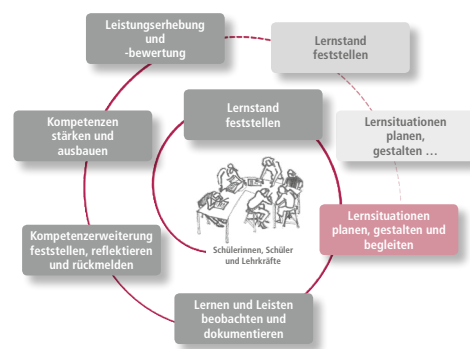 Leistungserhebung
und
-bewertung
Lernstand
feststellen
Lernstand
feststellen
Kompetenzen
stärken und
ausbauen
Lernsituationen
planen,
gestalten ...
Lernsituationen
planen, gestalten und
begleiten
Kompetenzerweiterung
feststellen, reflektieren
und rückmelden
Schülerinnen, Schüler
und Lehrkräfte
Lernen und Leisten
beobachten und
dokumentieren